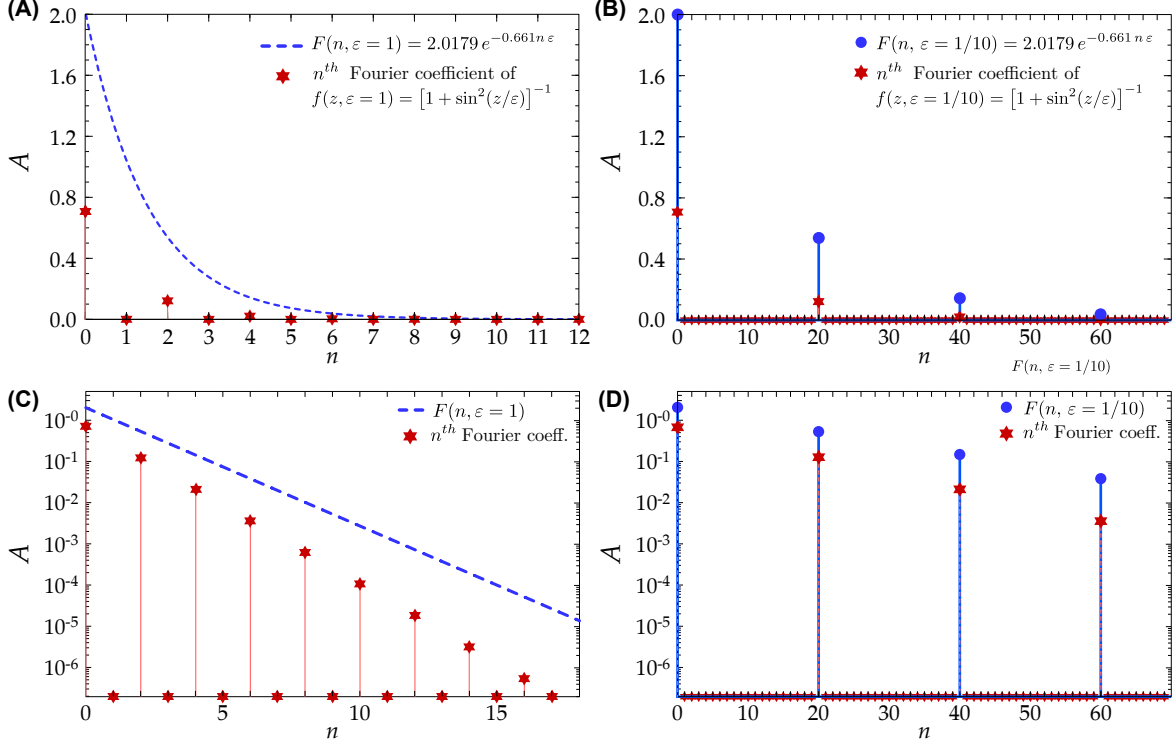 (A)
2.0
1.6
1.2
0.8
0.4
0.0
A
F(n, ε = 1) = 2.0179 e^{-0.661n ε}
n^{th} Fourier coefficient of
f(z, ε = 1) = [1 + sin²(z/ε)]^{-1}
0 1 2 3 4 5 6 7 8 9 10 11 12
n
(B)
2.0
1.6
1.2
0.8
0.4
0.0
A
F(n, ε = 1/10) = 2.0179 e^{-0.661 n ε}
n^{th} Fourier coefficient of
f(z, ε = 1/10) = [1 + sin²(z/ε)]^{-1}
0 10 20 30 40 50 60
n
F(n, ε = 1/10)
(C)
10^{-0}
10^{-1}
10^{-2}
10^{-3}
10^{-4}
10^{-5}
10^{-6}
A
F(n, ε = 1)
n^{th} Fourier coeff.
0 5 10 15
n
(D)
10^{-0}
10^{-1}
10^{-2}
10^{-3}
10^{-4}
10^{-5}
10^{-6}
A
F(n, ε = 1/10)
n^{th} Fourier coeff.
0 10 20 30 40 50 60
n